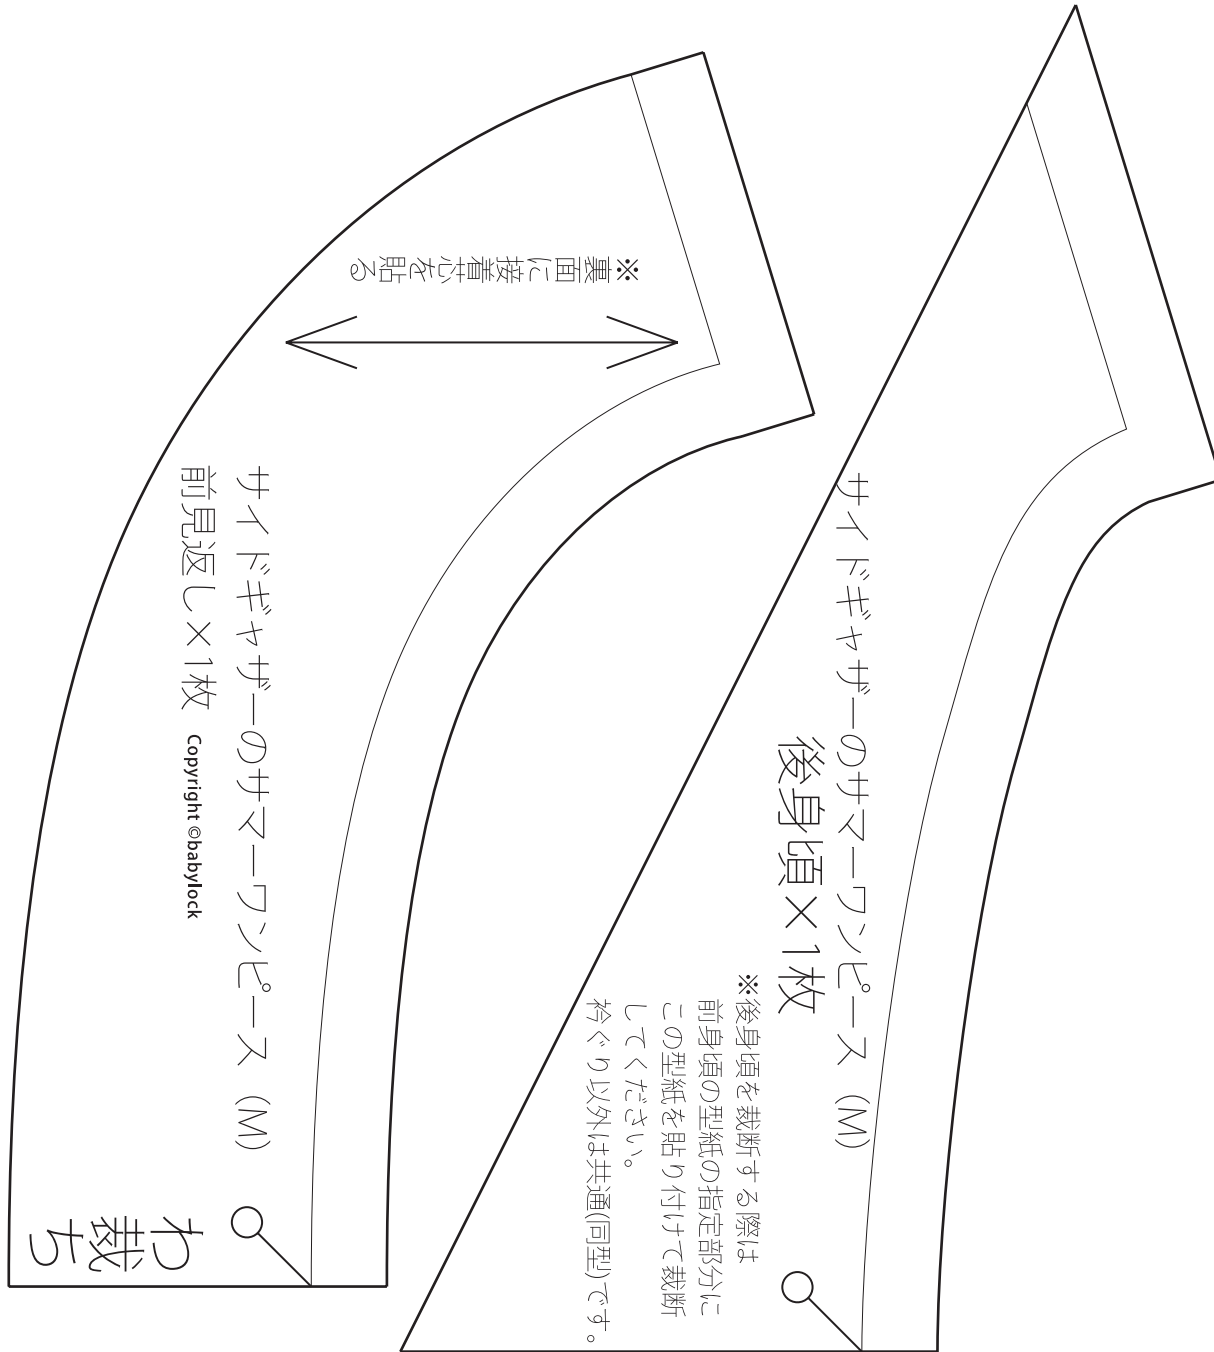 ※裏面に接着芯を貼る
サイドギャザーのサマーワンピース（M）
前見返し×1枚 Copyright ©babylock
わ裁ち
サイドギャザーのサマーワンピース（M）
後身頃×1枚
※後身頃を裁断する際は
前身頃の型紙の指定部分に
この型紙を貼り付けて裁断
してください。
衿ぐり以外は共通(同型)です。